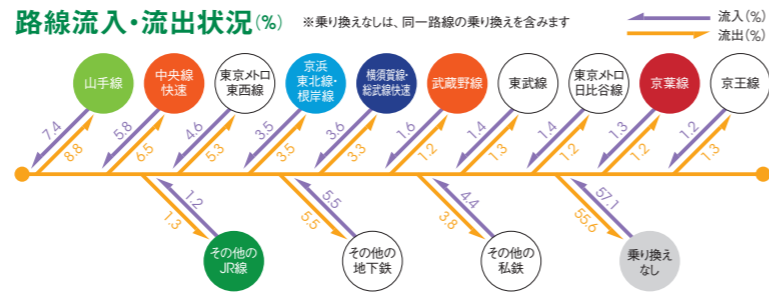 路線流入・流出状況(%)
※乗り換えなしは、同一路線の乗り換えを含みます
流入(%)
流出(%)
山手線
中央線
快速
東京メトロ
東西線
京浜
東北線・
根岸線
横須賀線・
総武線快速
武蔵野線
東武線
東京メトロ
日比谷線
京葉線
京王線
7.4
8.8
5.8
6.5
4.6
5.3
3.5
3.5
3.6
3.3
1.6
1.2
1.4
1.3
1.4
1.2
1.3
1.2
1.2
1.3
1.2
1.3
5.5
5.5
4.4
3.8
57.1
55.6
その他の
JR線
その他の
地下鉄
その他の
私鉄
乗り換え
なし